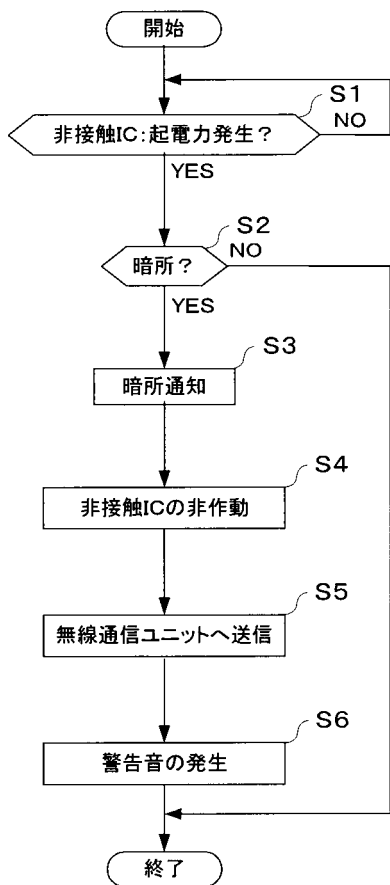 開始
S1
非接触IC:起電力発生?
NO
YES
S2
暗所?
NO
YES
S3
暗所通知
S4
非接触ICの非作動
S5
無線通信ユニットへ送信
S6
警告音の発生
終了